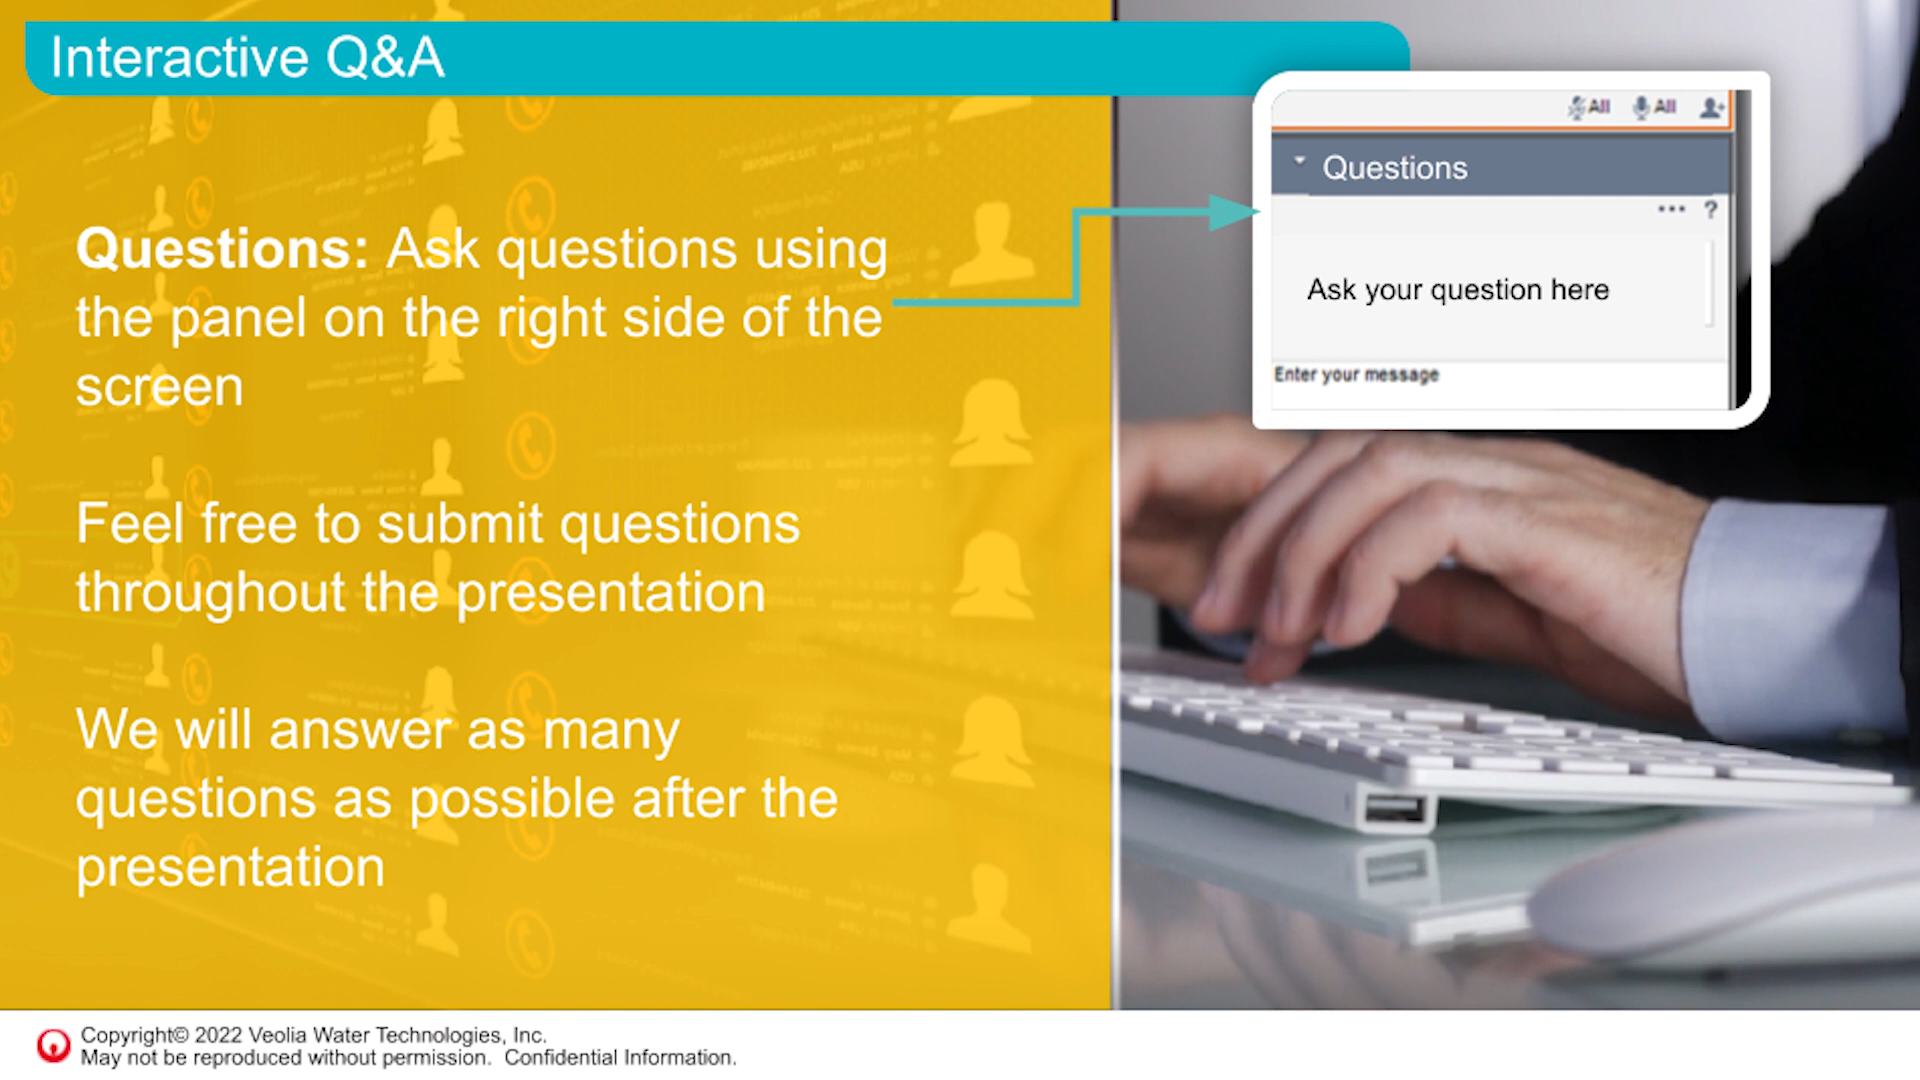 Interactive Q&A
All All
Questions
... ?
Ask your question here
Enter your message
Questions: Ask questions using
the panel on the right side of the
screen
Feel free to submit questions
throughout the presentation
We will answer as many
questions as possible after the
presentation
Copyright© 2022 Veolia Water Technologies, Inc.
May not be reproduced without permission. Confidential Information.